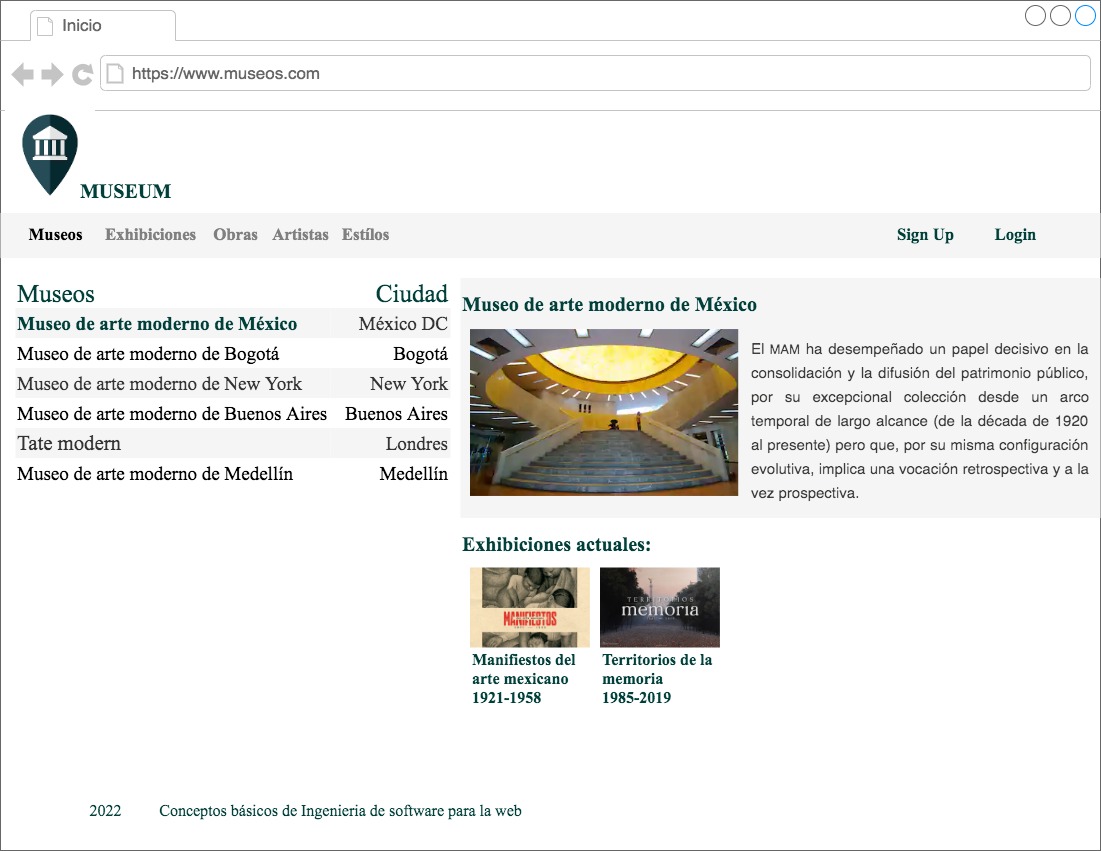 Inicio
https://www.museos.com
MUSEUM
Museos Exhibiciones Obras Artistas Estílos Sign Up Login
Museos Ciudad
Museo de arte moderno de México México DC
Museo de arte moderno de Bogotá Bogotá
Museo de arte moderno de New York New York
Museo de arte moderno de Buenos Aires Buenos Aires
Tate modern Londres
Museo de arte moderno de Medellín Medellín
Museo de arte moderno de México
El MAM ha desempeñado un papel decisivo en la
consolidación y la difusión del patrimonio público,
por su excepcional colección desde un arco
temporal de largo alcance (de la década de 1920
al presente) pero que, por su misma configuración
evolutiva, implica una vocación retrospectiva y a la
vez prospectiva.
Exhibiciones actuales:
MANIFIESTOS
TERRITORIOS
memoria
Manifiestos del
arte mexicano
1921-1958
Territorios de la
memoria
1985-2019
2022 Conceptos básicos de Ingenieria de software para la web